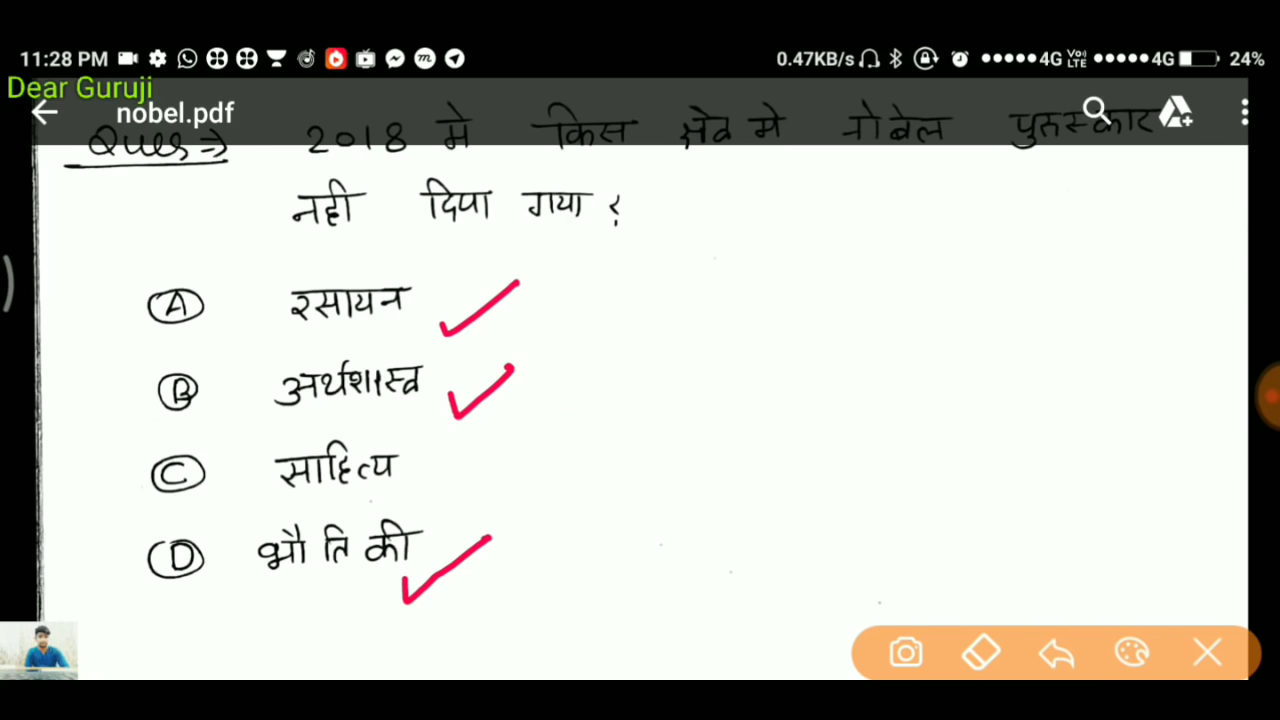 11:28 PM 0.47KB/s 4G VoLTE 4G 24%
Dear Guruji
nobel.pdf
Ques ⇒ 2018 मे किस क्षेत्र मे नोबेल पुरुस्कार
नही दिया गया ?
A रसायन
B अर्थशास्त्र
C साहित्य
D भौतिकी